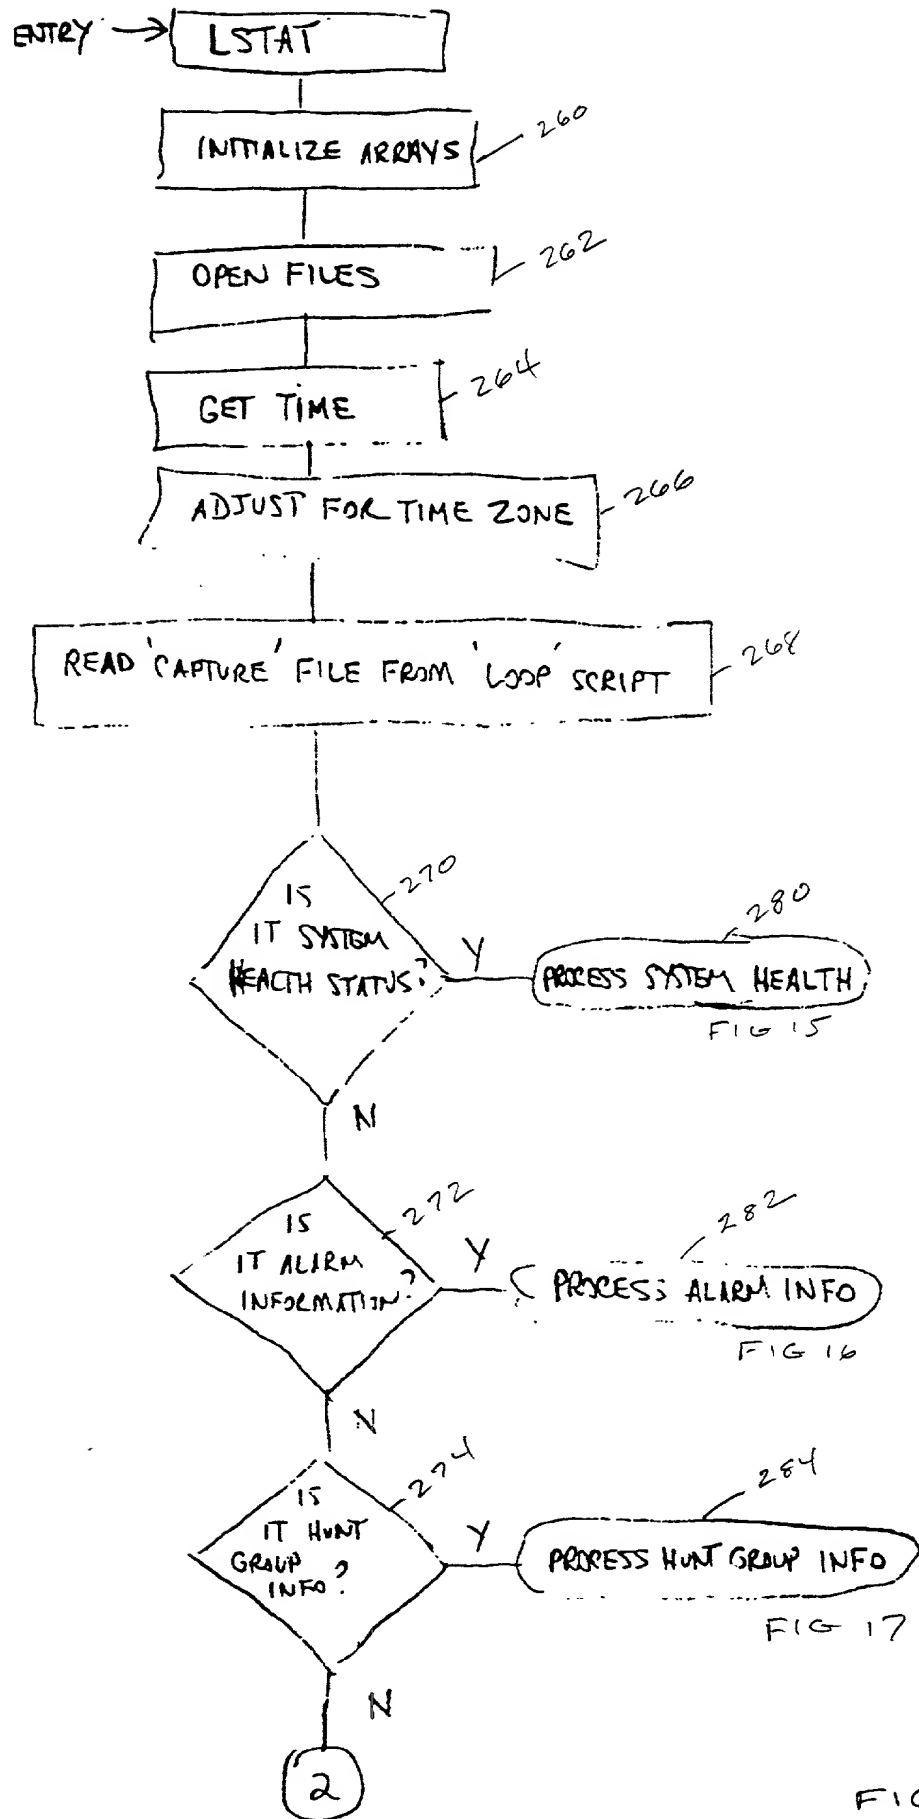 ENTRY
LSTAT
INITIALIZE ARRAYS
260
OPEN FILES
262
GET TIME
264
ADJUST FOR TIME ZONE
266
READ 'CAPTURE' FILE FROM 'LOOP' SCRIPT
268
IS
IT SYSTEM
HEALTH STATUS?
270
Y
PROCESS SYSTEM HEALTH
280
FIG 15
N
IS
IT ALARM
INFORMATION?
272
Y
PROCESS ALARM INFO
282
FIG 16
N
IS
IT HUNT
GROUP
INFO?
274
Y
PROCESS HUNT GROUP INFO
284
FIG 17
N
2
FIG